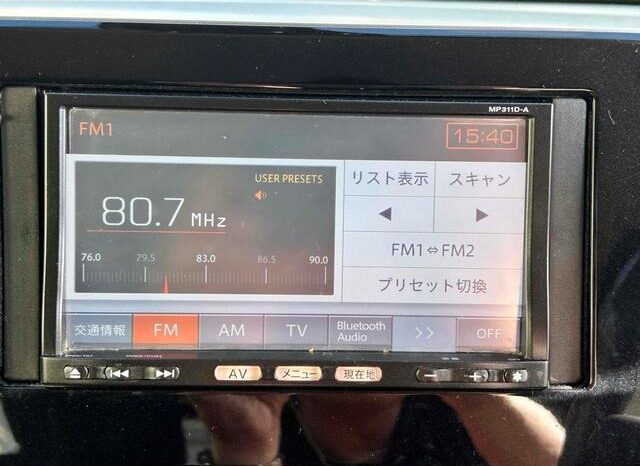 MP311D-A
FM1
15:40
USER PRESETS
80.7 MHz
76.0 79.5 83.0 86.5 90.0
リスト表示 スキャン
◀ ▶
FM1⇔FM2
プリセット切換
交通情報 FM AM TV Bluetooth Audio >> OFF
AV メニュー 現在地